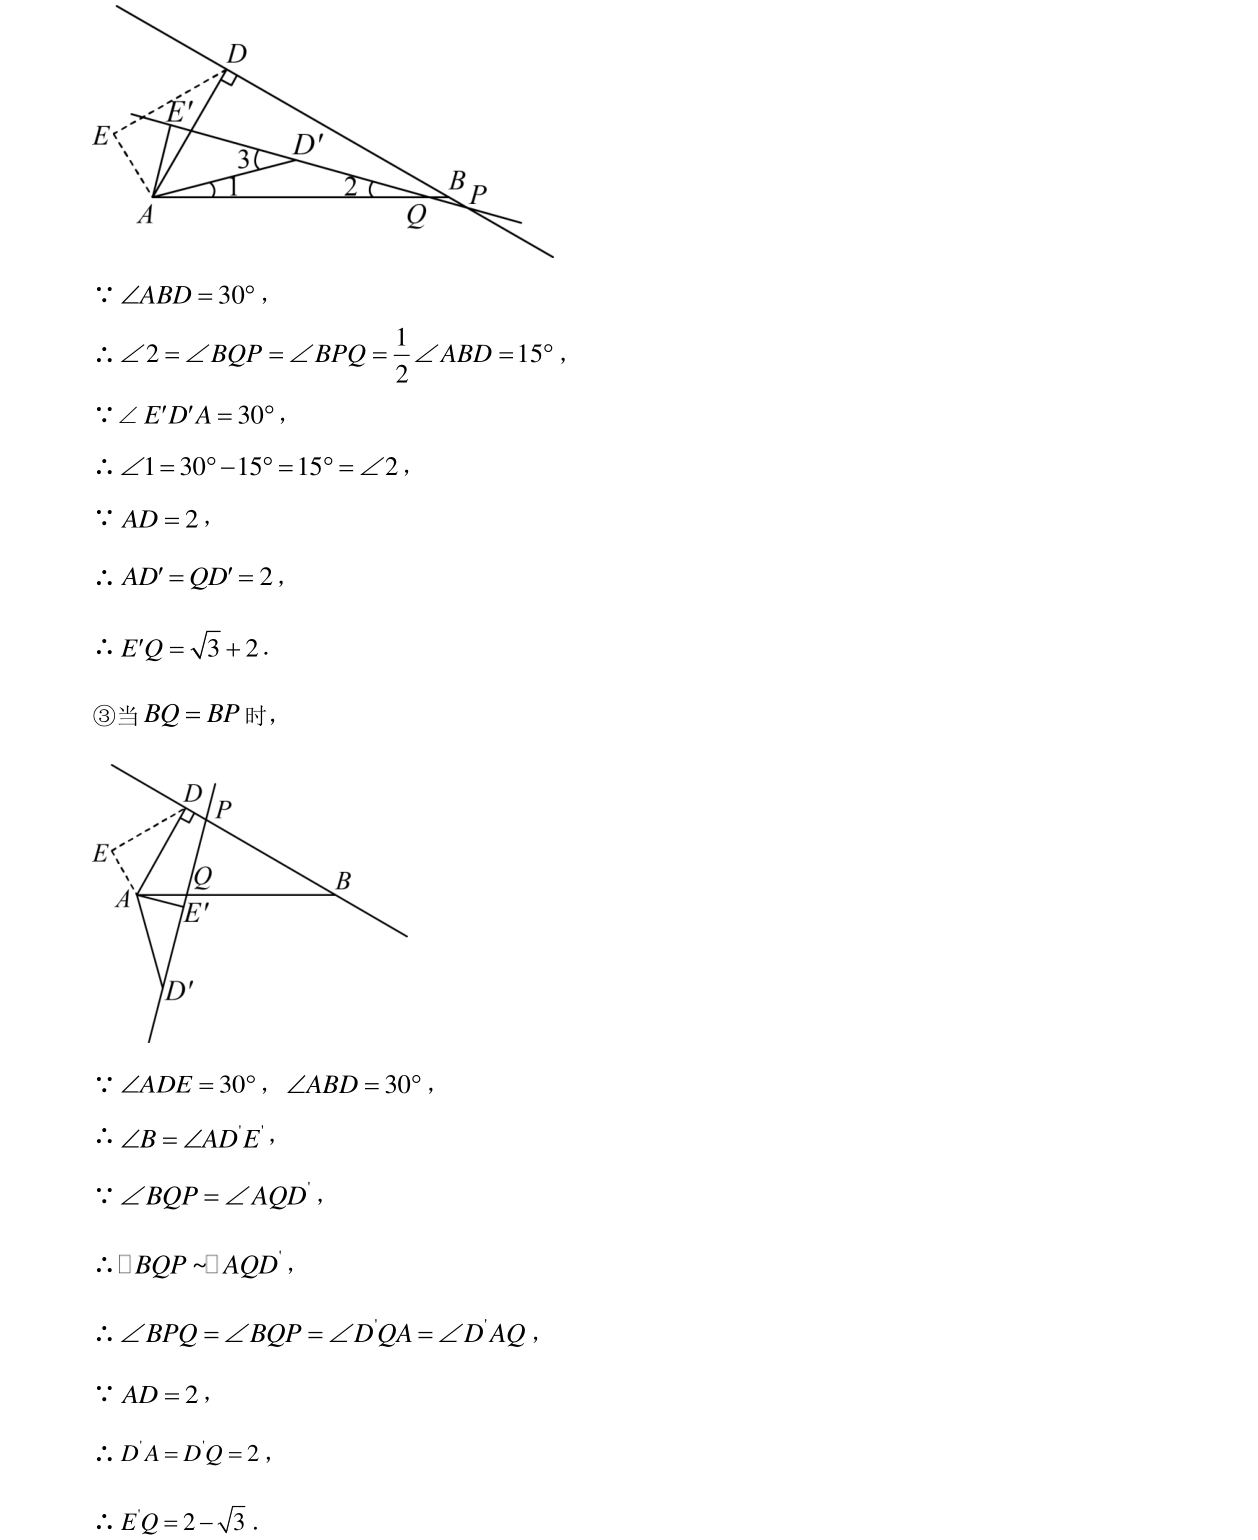 D
E′
E
D′
3
1
2
B
P
A
Q
∵ ∠ABD = 30°，
∴ ∠2 = ∠BQP = ∠BPQ = 1/2 ∠ABD = 15°，
∵ ∠E′D′A = 30°，
∴ ∠1 = 30° − 15° = 15° = ∠2，
∵ AD = 2，
∴ AD′ = QD′ = 2，
∴ E′Q = √3 + 2．
③当 BQ = BP 时，
D
P
E
Q
B
A
E′
D′
∵ ∠ADE = 30°，∠ABD = 30°，
∴ ∠B = ∠AD'E'，
∵ ∠BQP = ∠AQD'，
∴ □BQP ~□AQD'，
∴ ∠BPQ = ∠BQP = ∠D'QA = ∠D'AQ，
∵ AD = 2，
∴ D'A = D'Q = 2，
∴ E'Q = 2 − √3．